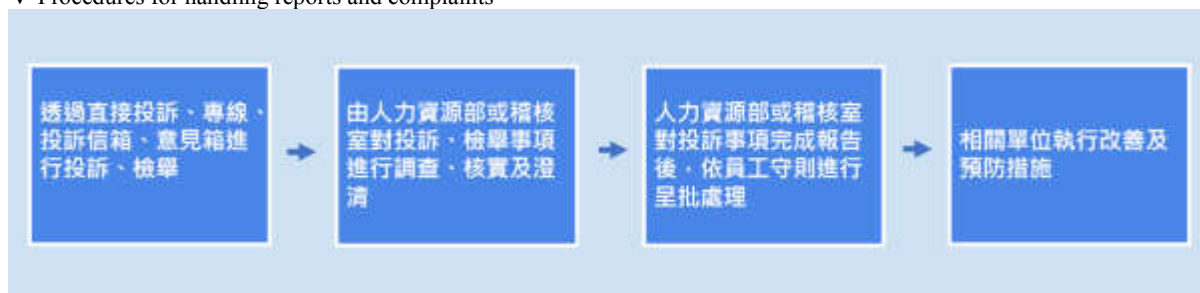 Procedures for handling reports and complaints
透過直接投訴、專線、
投訴信箱、意見箱進
行投訴、檢舉
由人力資源部或稽核
室對投訴、檢舉事項
進行調查、核實及澄
清
人力資源部或稽核室
對投訴事項完成報告
後，依員工守則進行
呈批處理
相關單位執行改善及
預防措施